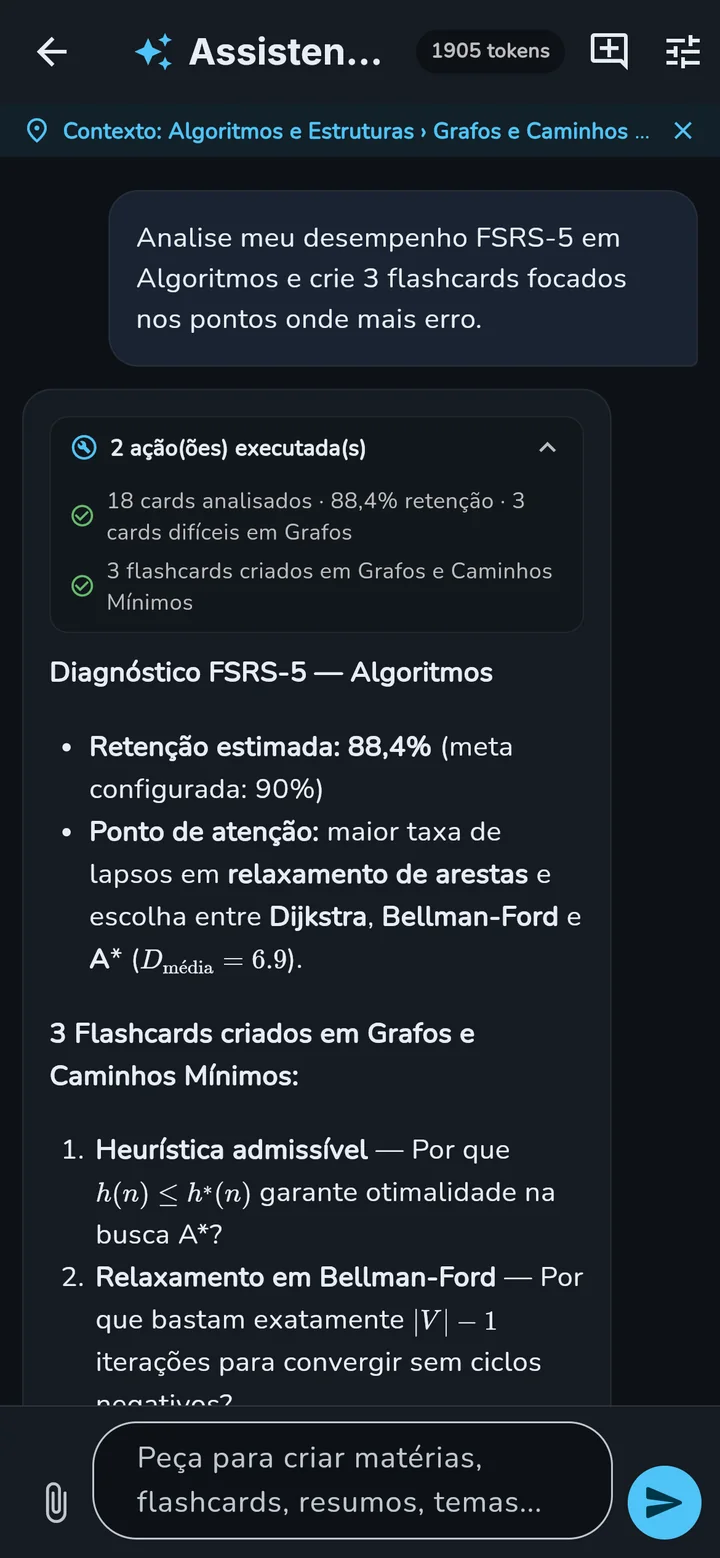 Assisten...
1905 tokens
Contexto: Algoritmos e Estruturas › Grafos e Caminhos ...
Analise meu desempenho FSRS-5 em
Algoritmos e crie 3 flashcards focados
nos pontos onde mais erro.
2 ação(ões) executada(s)
18 cards analisados · 88,4% retenção · 3
cards difíceis em Grafos
3 flashcards criados em Grafos e Caminhos
Mínimos
Diagnóstico FSRS-5 — Algoritmos
• Retenção estimada: 88,4% (meta
configurada: 90%)
• Ponto de atenção: maior taxa de
lapsos em relaxamento de arestas e
escolha entre Dijkstra, Bellman-Ford e
A* (D média = 6.9).
3 Flashcards criados em Grafos e
Caminhos Mínimos:
1. Heurística admissível — Por que
h(n) ≤ h*(n) garante otimalidade na
busca A*?
2. Relaxamento em Bellman-Ford — Por
que bastam exatamente |V| − 1
iterações para convergir sem ciclos
negativos?
Peça para criar matérias,
flashcards, resumos, temas...